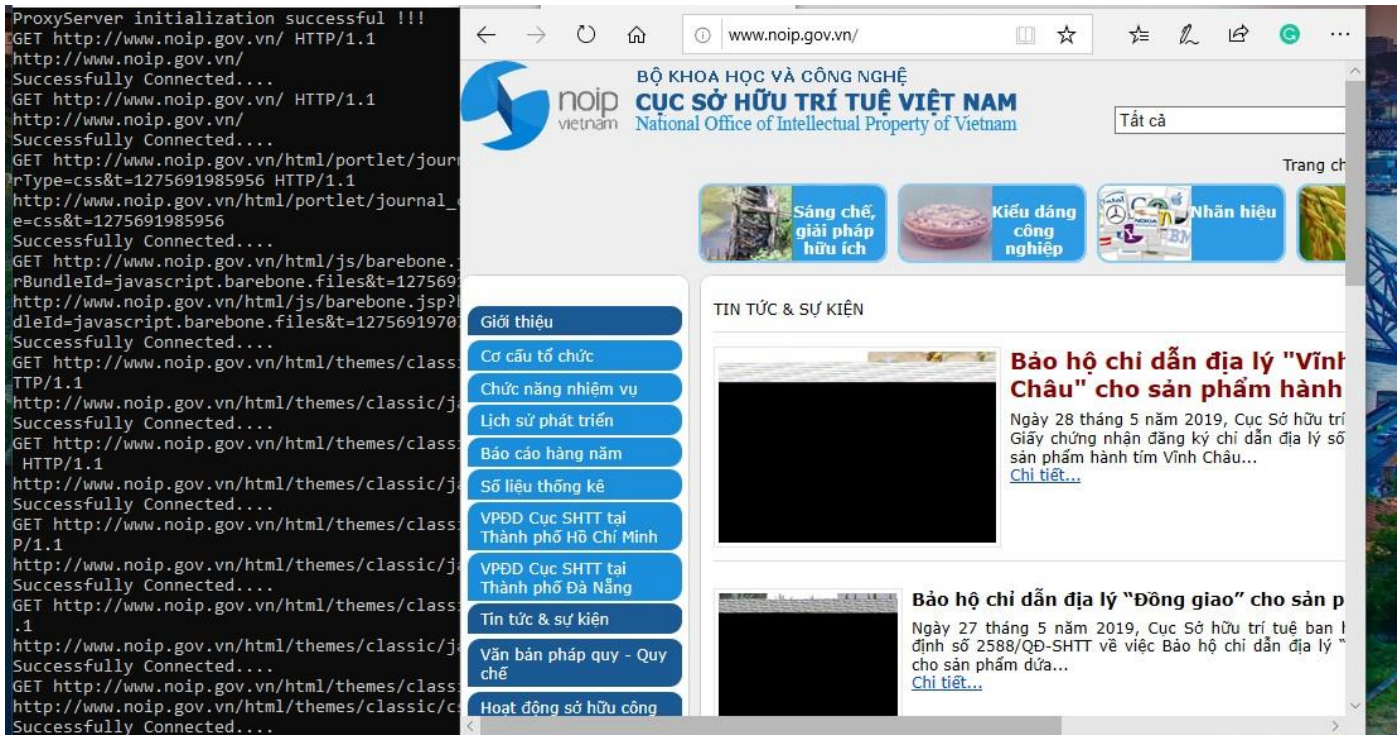 ProxyServer initialization successful !!!
GET http://www.noip.gov.vn/ HTTP/1.1
http://www.noip.gov.vn/
Successfully Connected....
GET http://www.noip.gov.vn/ HTTP/1.1
http://www.noip.gov.vn/
Successfully Connected....
GET http://www.noip.gov.vn/html/portlet/journ
rType=css&t=1275691985956 HTTP/1.1
http://www.noip.gov.vn/html/portlet/journal_
e=css&t=1275691985956
Successfully Connected....
GET http://www.noip.gov.vn/html/js/barebone.
rBundleId=javascript.barebone.files&t=127569
http://www.noip.gov.vn/html/js/barebone.jsp?
dleId=javascript.barebone.files&t=1275691970
Successfully Connected....
GET http://www.noip.gov.vn/html/themes/class
TTP/1.1
http://www.noip.gov.vn/html/themes/classic/j
Successfully Connected....
GET http://www.noip.gov.vn/html/themes/class
HTTP/1.1
http://www.noip.gov.vn/html/themes/classic/j
Successfully Connected....
GET http://www.noip.gov.vn/html/themes/class
P/1.1
http://www.noip.gov.vn/html/themes/classic/j
Successfully Connected....
GET http://www.noip.gov.vn/html/themes/class
.1
http://www.noip.gov.vn/html/themes/classic/j
Successfully Connected....
GET http://www.noip.gov.vn/html/themes/class
http://www.noip.gov.vn/html/themes/classic/c
Successfully Connected....
www.noip.gov.vn/
noip
vietnam
BỘ KHOA HỌC VÀ CÔNG NGHỆ
CỤC SỞ HỮU TRÍ TUỆ VIỆT NAM
National Office of Intellectual Property of Vietnam
Tất cả
Trang ch
Sáng chế,
giải pháp
hữu ích
Kiểu dáng
công
nghiệp
Nhãn hiệu
Giới thiệu
Cơ cấu tổ chức
Chức năng nhiệm vụ
Lịch sử phát triển
Báo cáo hàng năm
Số liệu thống kê
VPĐD Cục SHTT tại
Thành phố Hồ Chí Minh
VPĐD Cục SHTT tại
Thành phố Đà Nẵng
Tin tức & sự kiện
Văn bản pháp quy - Quy
chế
Hoạt động sở hữu công
TIN TỨC & SỰ KIỆN
Bảo hộ chỉ dẫn địa lý "Vĩnh
Châu" cho sản phẩm hành
Ngày 28 tháng 5 năm 2019, Cục Sở hữu trí
Giấy chứng nhận đăng ký chỉ dẫn địa lý số
sản phẩm hành tím Vĩnh Châu...
Chi tiết...
Bảo hộ chỉ dẫn địa lý “Đồng giao” cho sản p
Ngày 27 tháng 5 năm 2019, Cục Sở hữu trí tuệ ban h
định số 2588/QĐ-SHTT về việc Bảo hộ chỉ dẫn địa lý “
cho sản phẩm dứa...
Chi tiết...